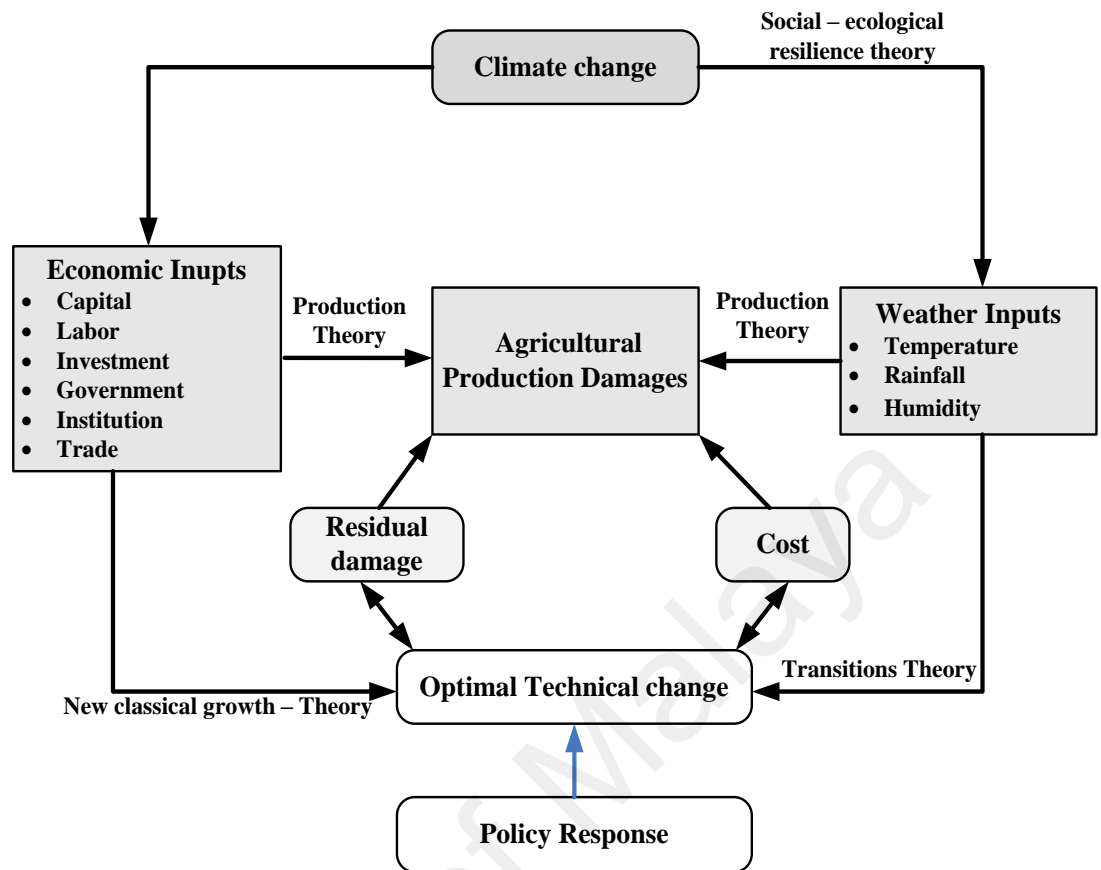 Social – ecological
resilience theory
Climate change
Economic Inupts
• Capital
• Labor
• Investment
• Government
• Institution
• Trade
Production
Theory
Agricultural
Production Damages
Production
Theory
Weather Inputs
• Temperature
• Rainfall
• Humidity
Residual
damage
Cost
Optimal Technical change
New classical growth – Theory
Transitions Theory
Policy Response
of Malaya